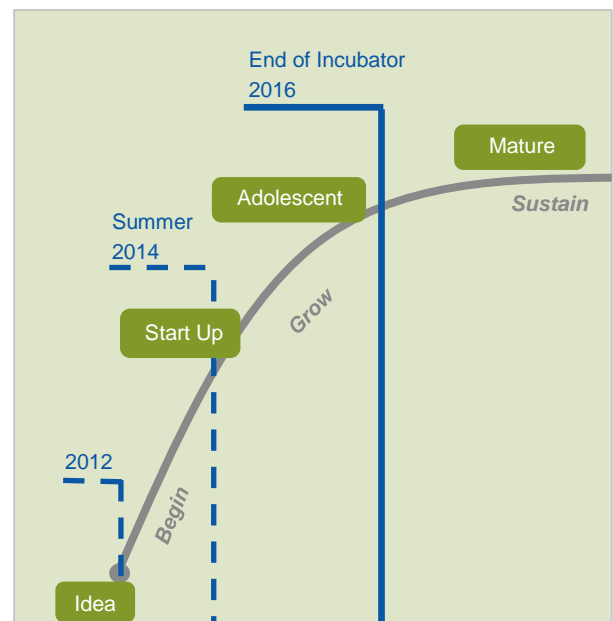 End of Incubator
2016
Mature
Adolescent
Sustain
Summer
2014
Grow
Start Up
2012
Begin
Idea